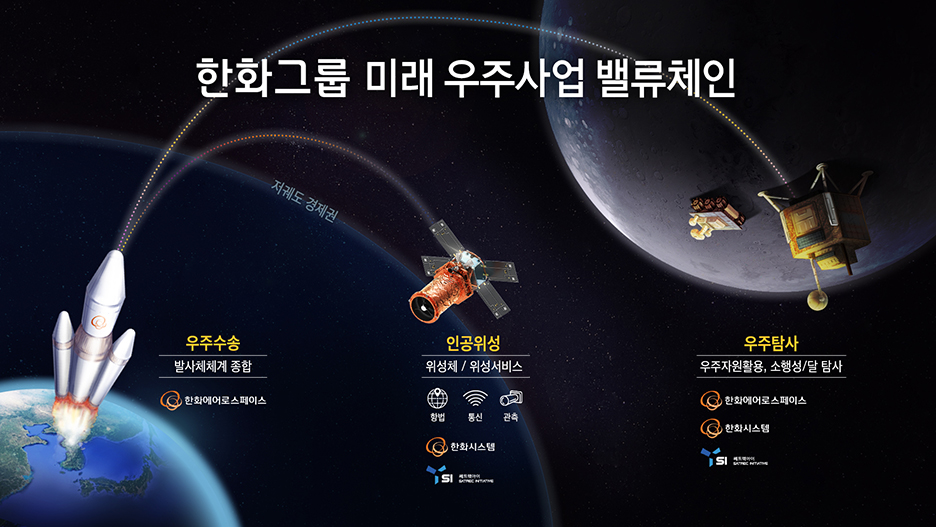 한화그룹 미래 우주사업 밸류체인
저궤도 경제권
우주수송
발사체체계 종합
한화에어로스페이스
인공위성
위성체 / 위성서비스
항법 통신 관측
한화시스템
SI 쎄트렉아이
SATREC INITIATIVE
우주탐사
우주자원활용, 소행성/달 탐사
한화에어로스페이스
한화시스템
SI 쎄트렉아이
SATREC INITIATIVE